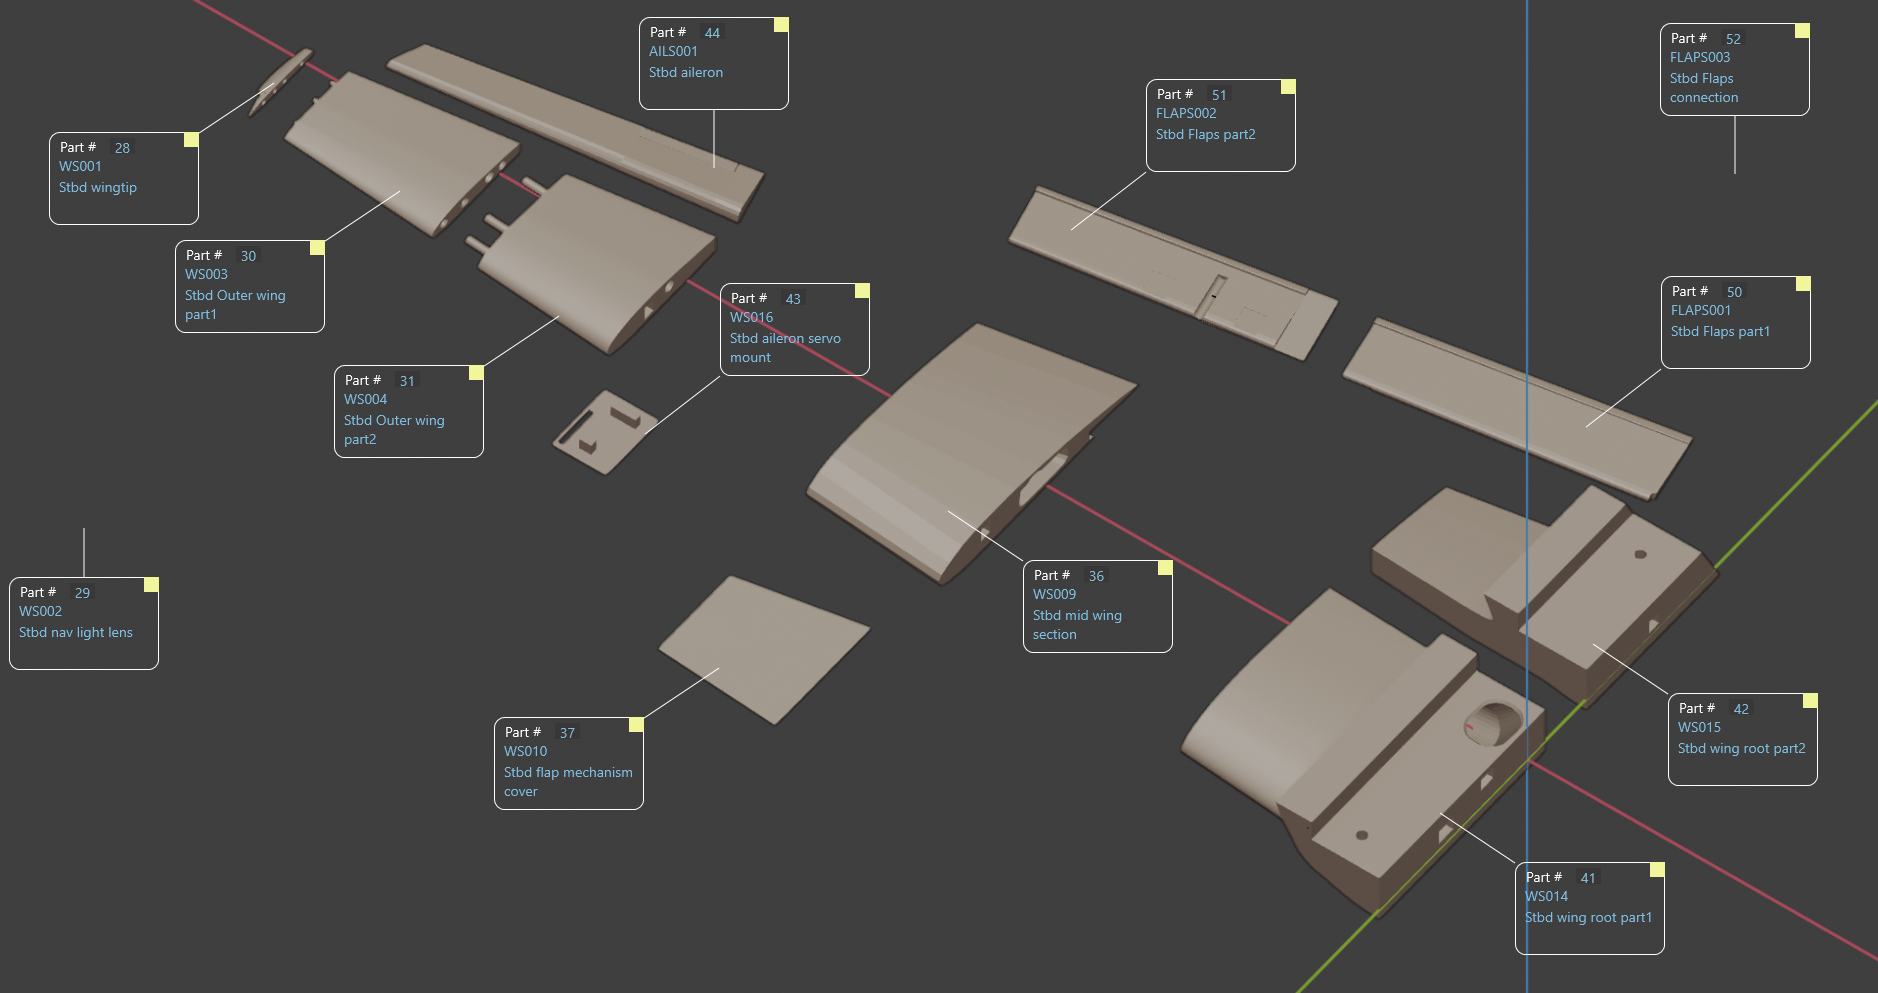 Part # 44
AILS001
Stbd aileron
Part # 52
FLAPS003
Stbd Flaps
connection
Part # 51
FLAPS002
Stbd Flaps part2
Part # 28
WS001
Stbd wingtip
Part # 30
WS003
Stbd Outer wing
part1
Part # 43
WS016
Stbd aileron servo
mount
Part # 50
FLAPS001
Stbd Flaps part1
Part # 31
WS004
Stbd Outer wing
part2
Part # 36
WS009
Stbd mid wing
section
Part # 29
WS002
Stbd nav light lens
Part # 42
WS015
Stbd wing root part2
Part # 37
WS010
Stbd flap mechanism
cover
Part # 41
WS014
Stbd wing root part1